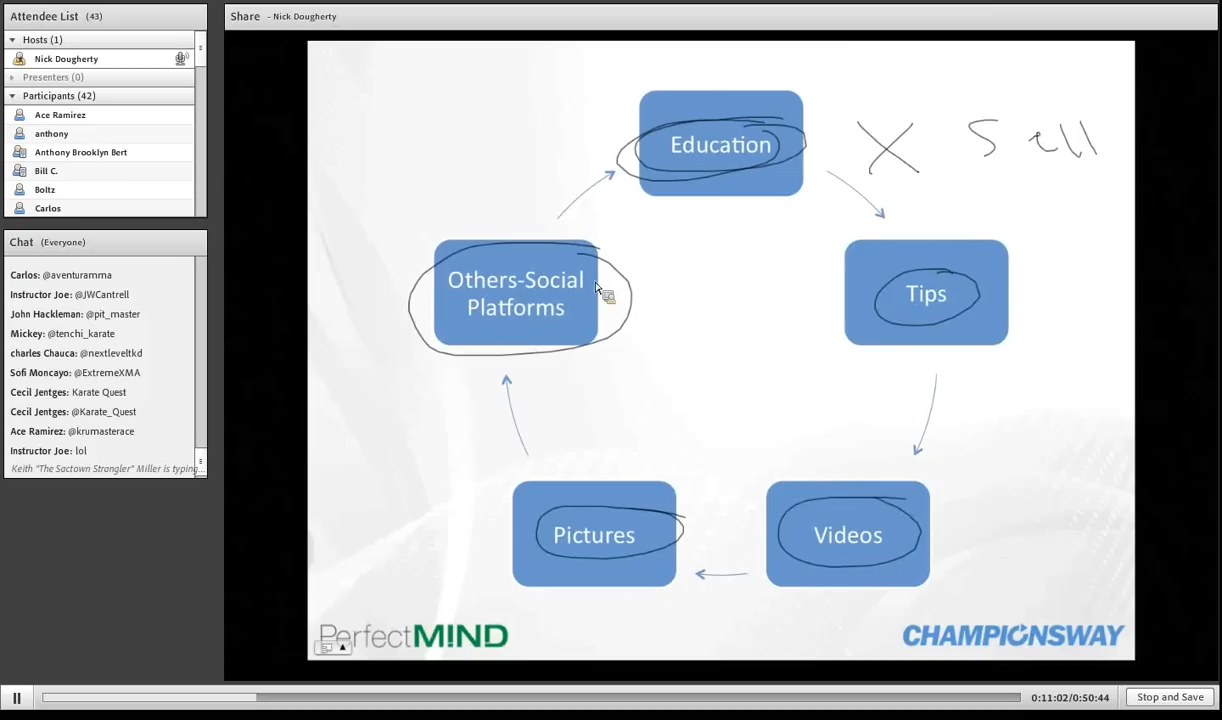 Attendee List (43)
Hosts (1)
Nick Dougherty
Presenters (0)
Participants (42)
Ace Ramirez
anthony
Anthony Brooklyn Bert
Bill C.
Boltz
Carlos
Chat (Everyone)
Carlos: @aventuramma
Instructor Joe: @JWCantrell
John Hackleman: @pit_master
Mickey: @tenchi_karate
charles Chauca: @nextleveltkd
Sofi Moncayo: @ExtremeXMA
Cecil Jentges: Karate Quest
Cecil Jentges: @Karate_Quest
Ace Ramirez: @krumasterace
Instructor Joe: lol
Keith "The Sactown Strangler" Miller is typing...
Share - Nick Dougherty
Education
X Sell
Others-Social
Platforms
Tips
Pictures
Videos
PerfectMIND
CHAMPIONSWAY
0:11:02/0:50:44
Stop and Save